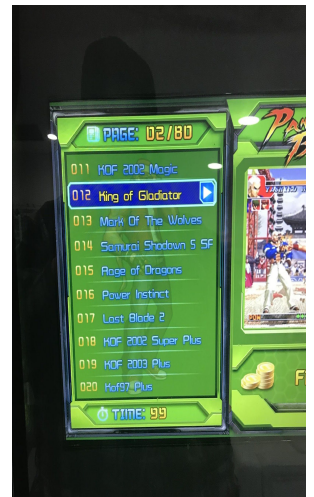 PAGE: 02/80
011 KOF 2002 Magic
012 King of Gladiator
013 Mark Of The Wolves
014 Samurai Shodown 5 SP
015 Rage of Dragons
016 Power Instinct
017 Last Blade 2
018 KOF 2002 Super Plus
019 KOF 2003 Plus
020 Kof97 Plus
TIME: 99